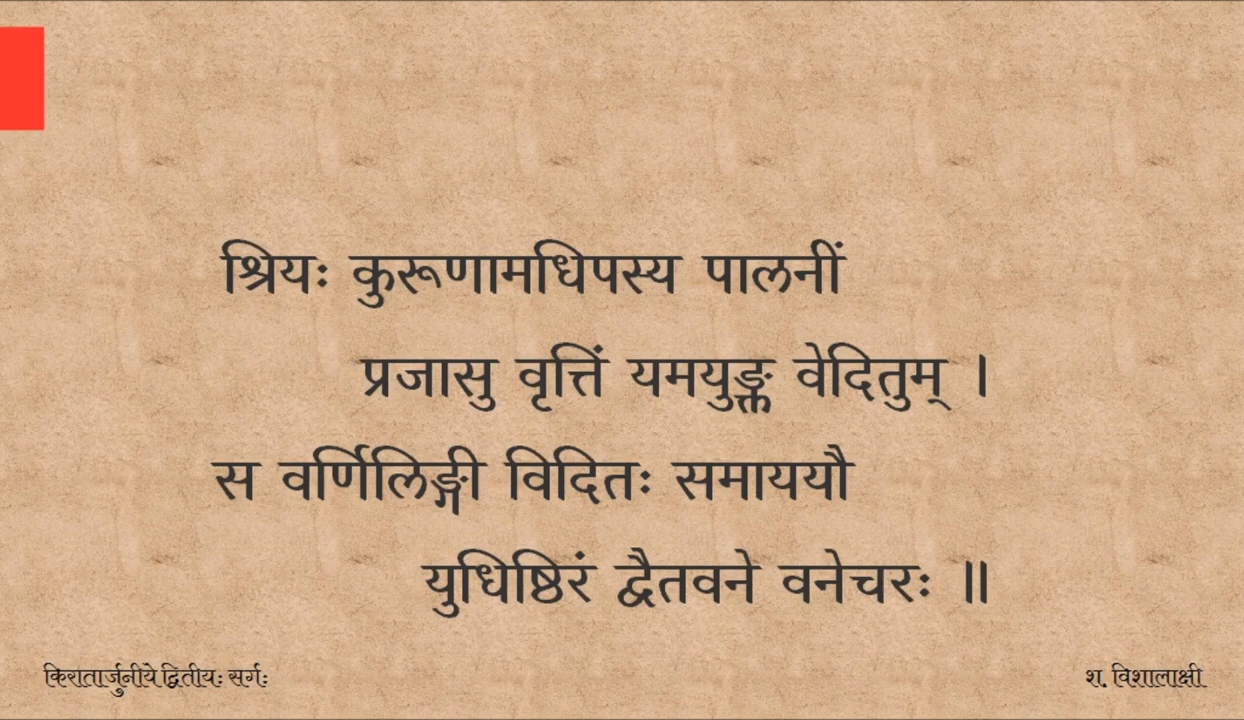 श्रियः कुरूणामधिपस्य पालनीं
प्रजासु वृत्तिं यमयुङ्क्त वेदितुम् ।
स वर्णिलिङ्गी विदितः समाययौ
युधिष्ठिरं द्वैतवने वनेचरः ॥
किरातार्जुनीये द्वितीयः सर्गः
श. विशालाक्षी